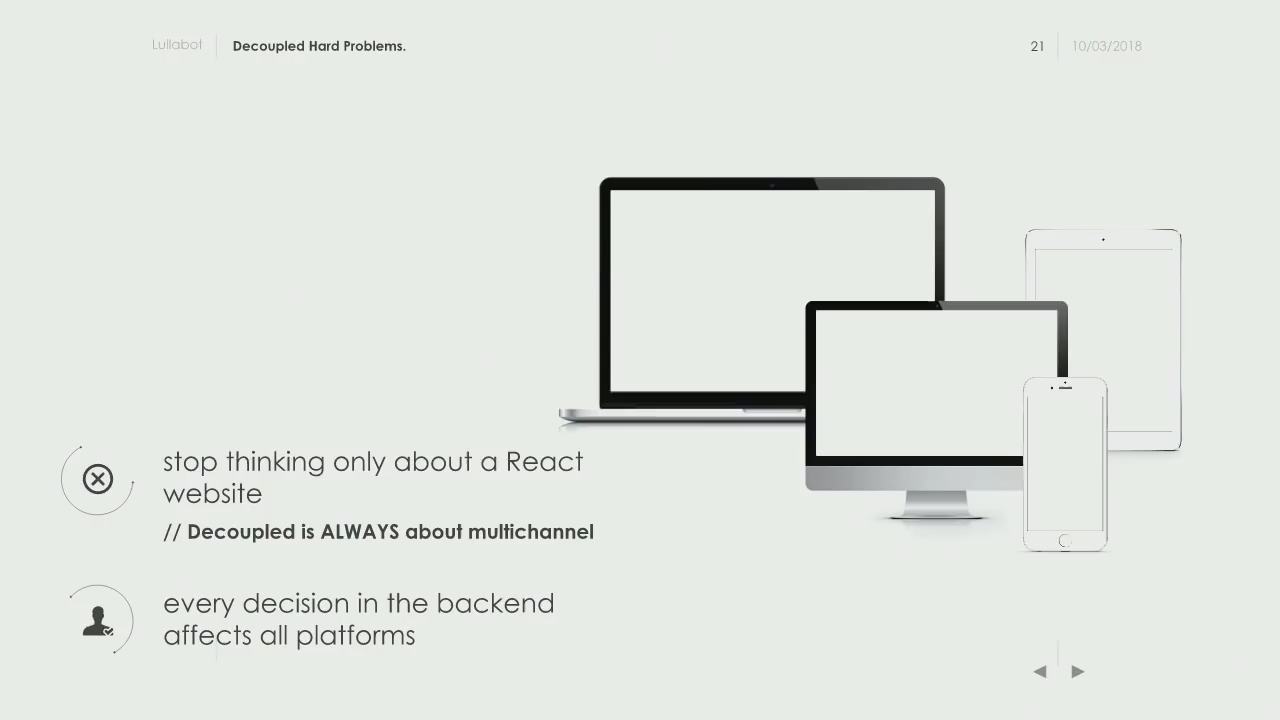 Lullabot
Decoupled Hard Problems.
21
10/03/2018
stop thinking only about a React
website
// Decoupled is ALWAYS about multichannel
every decision in the backend
affects all platforms